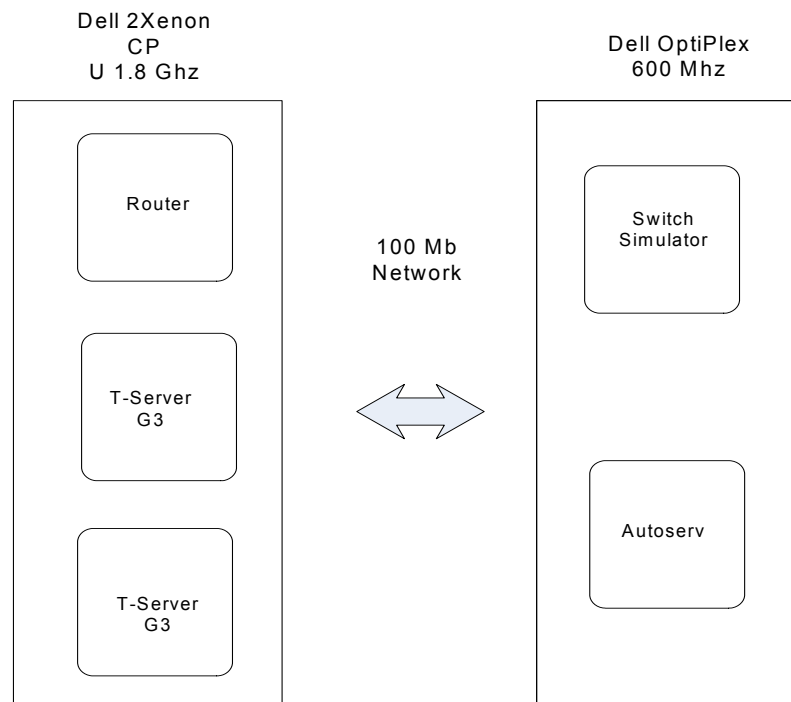 Dell 2Xenon
CP
U 1.8 Ghz
Router
T-Server
G3
T-Server
G3
100 Mb
Network
Dell OptiPlex
600 Mhz
Switch
Simulator
Autoserv